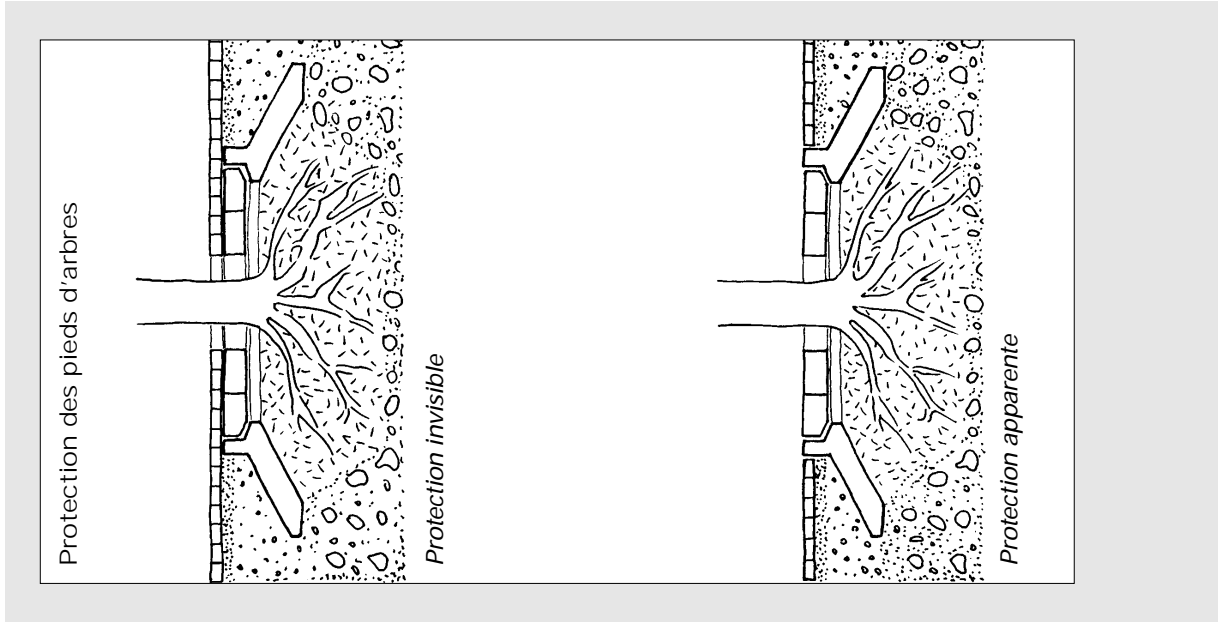 Protection des pieds d'arbres
Protection invisible
Protection apparente